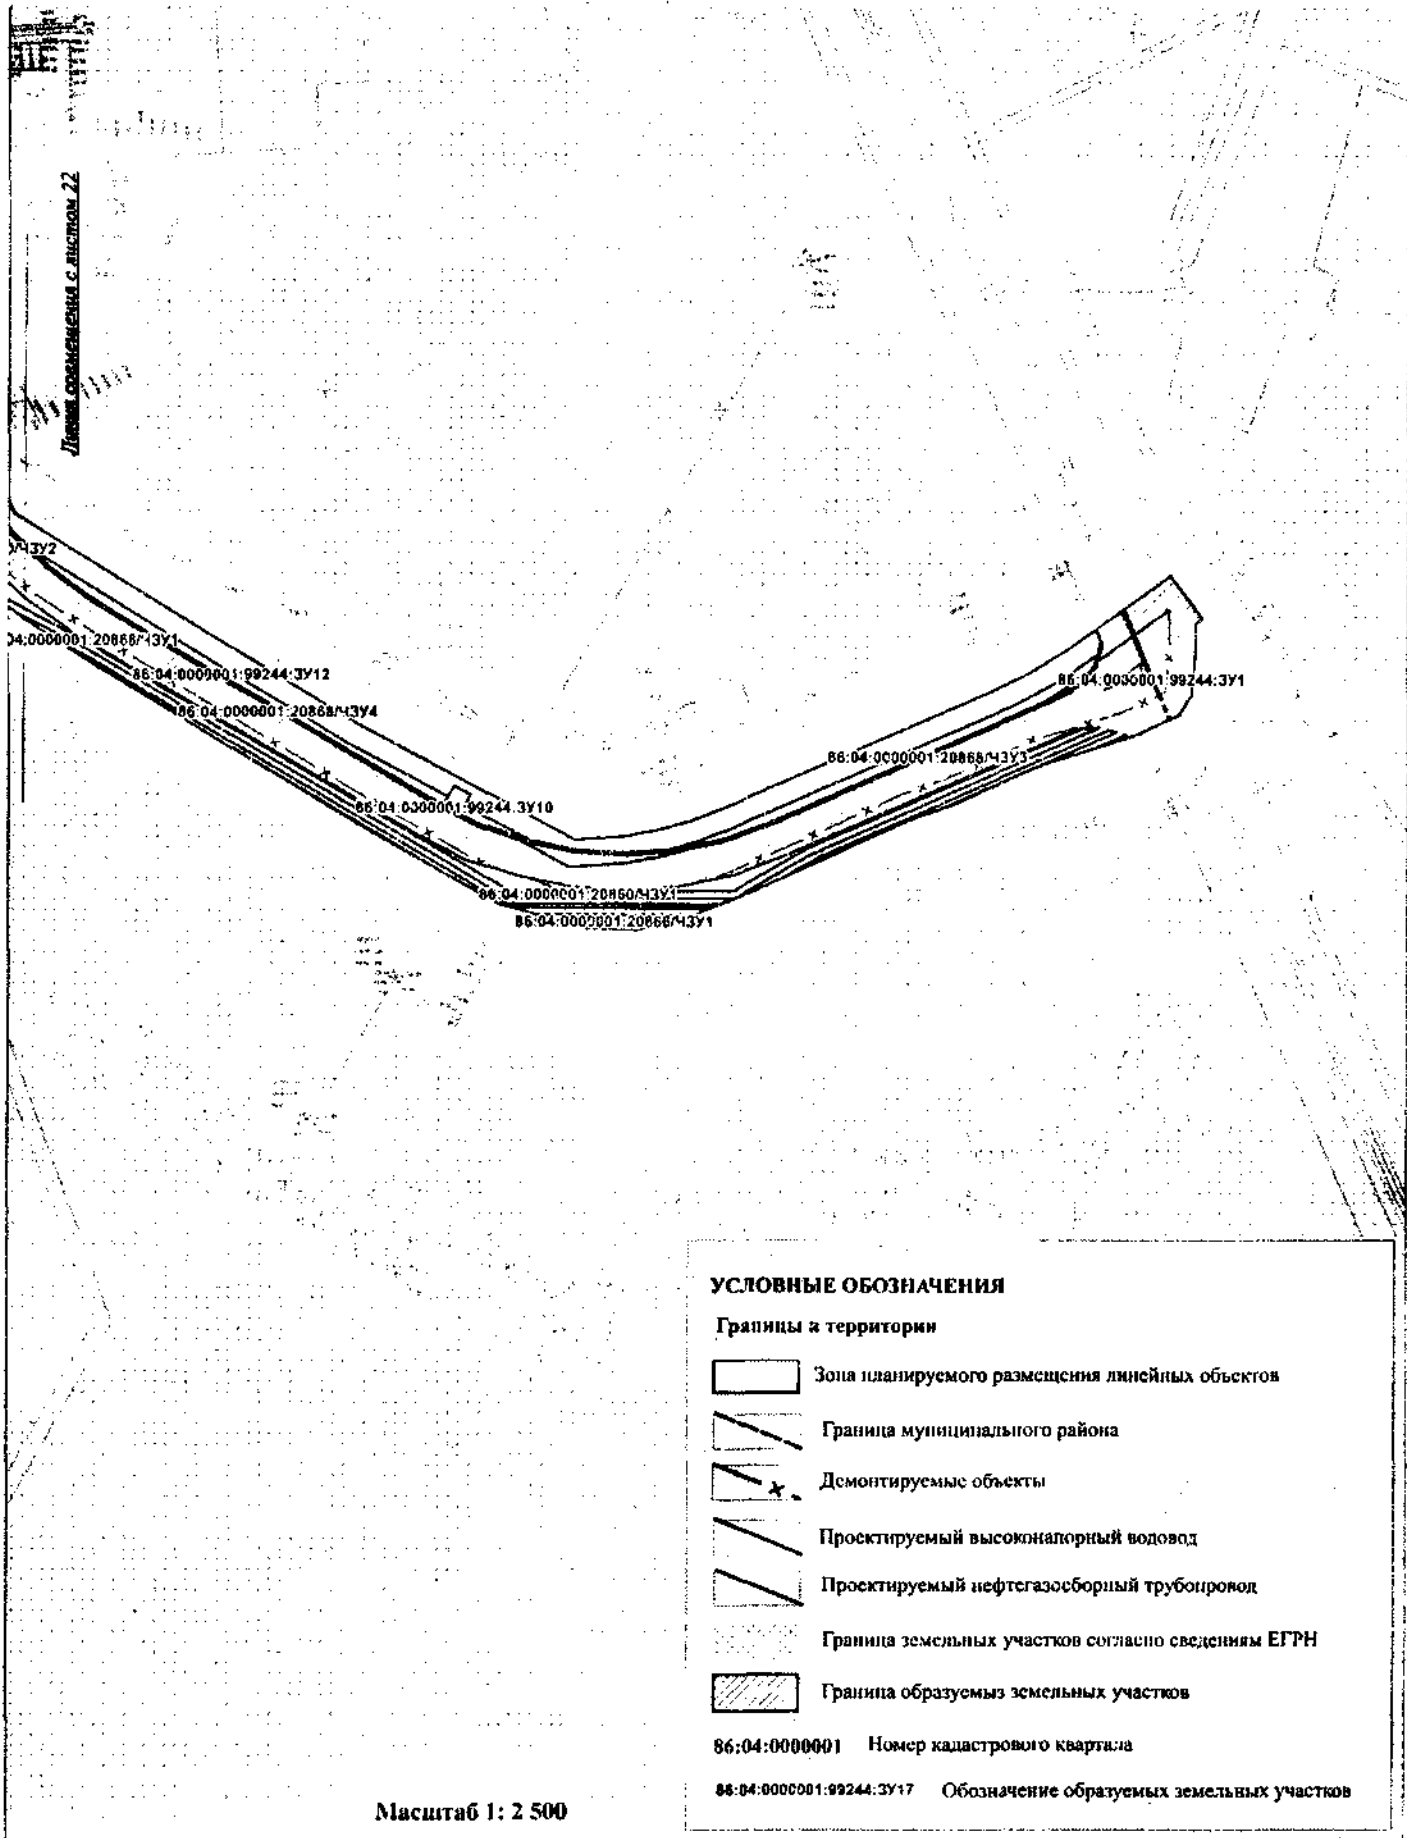 Линия совмещения с листом 22
/ЧЗУ2
04:0000001:20868/ЧЗУ1
86:04:0000001:99244:ЗУ12
86:04:0000001:20868/ЧЗУ4
86:04:0000001:99244:ЗУ10
86:04:0000001:20860/ЧЗУ1
86:04:0000001:20866/ЧЗУ1
86:04:0000001:20868/ЧЗУ3
86:04:0000001:99244:ЗУ1
УСЛОВНЫЕ ОБОЗНАЧЕНИЯ
Границы и территории
Зона планируемого размещения линейных объектов
Граница муниципального района
Демонтируемые объекты
Проектируемый высоконапорный водовод
Проектируемый нефтегазосборный трубопровод
Граница земельных участков согласно сведениям ЕГРН
Граница образуемыз земельных участков
86:04:0000001 Номер кадастрового квартала
86:04:0000001:99244:ЗУ17 Обозначение образуемых земельных участков
Масштаб 1: 2 500